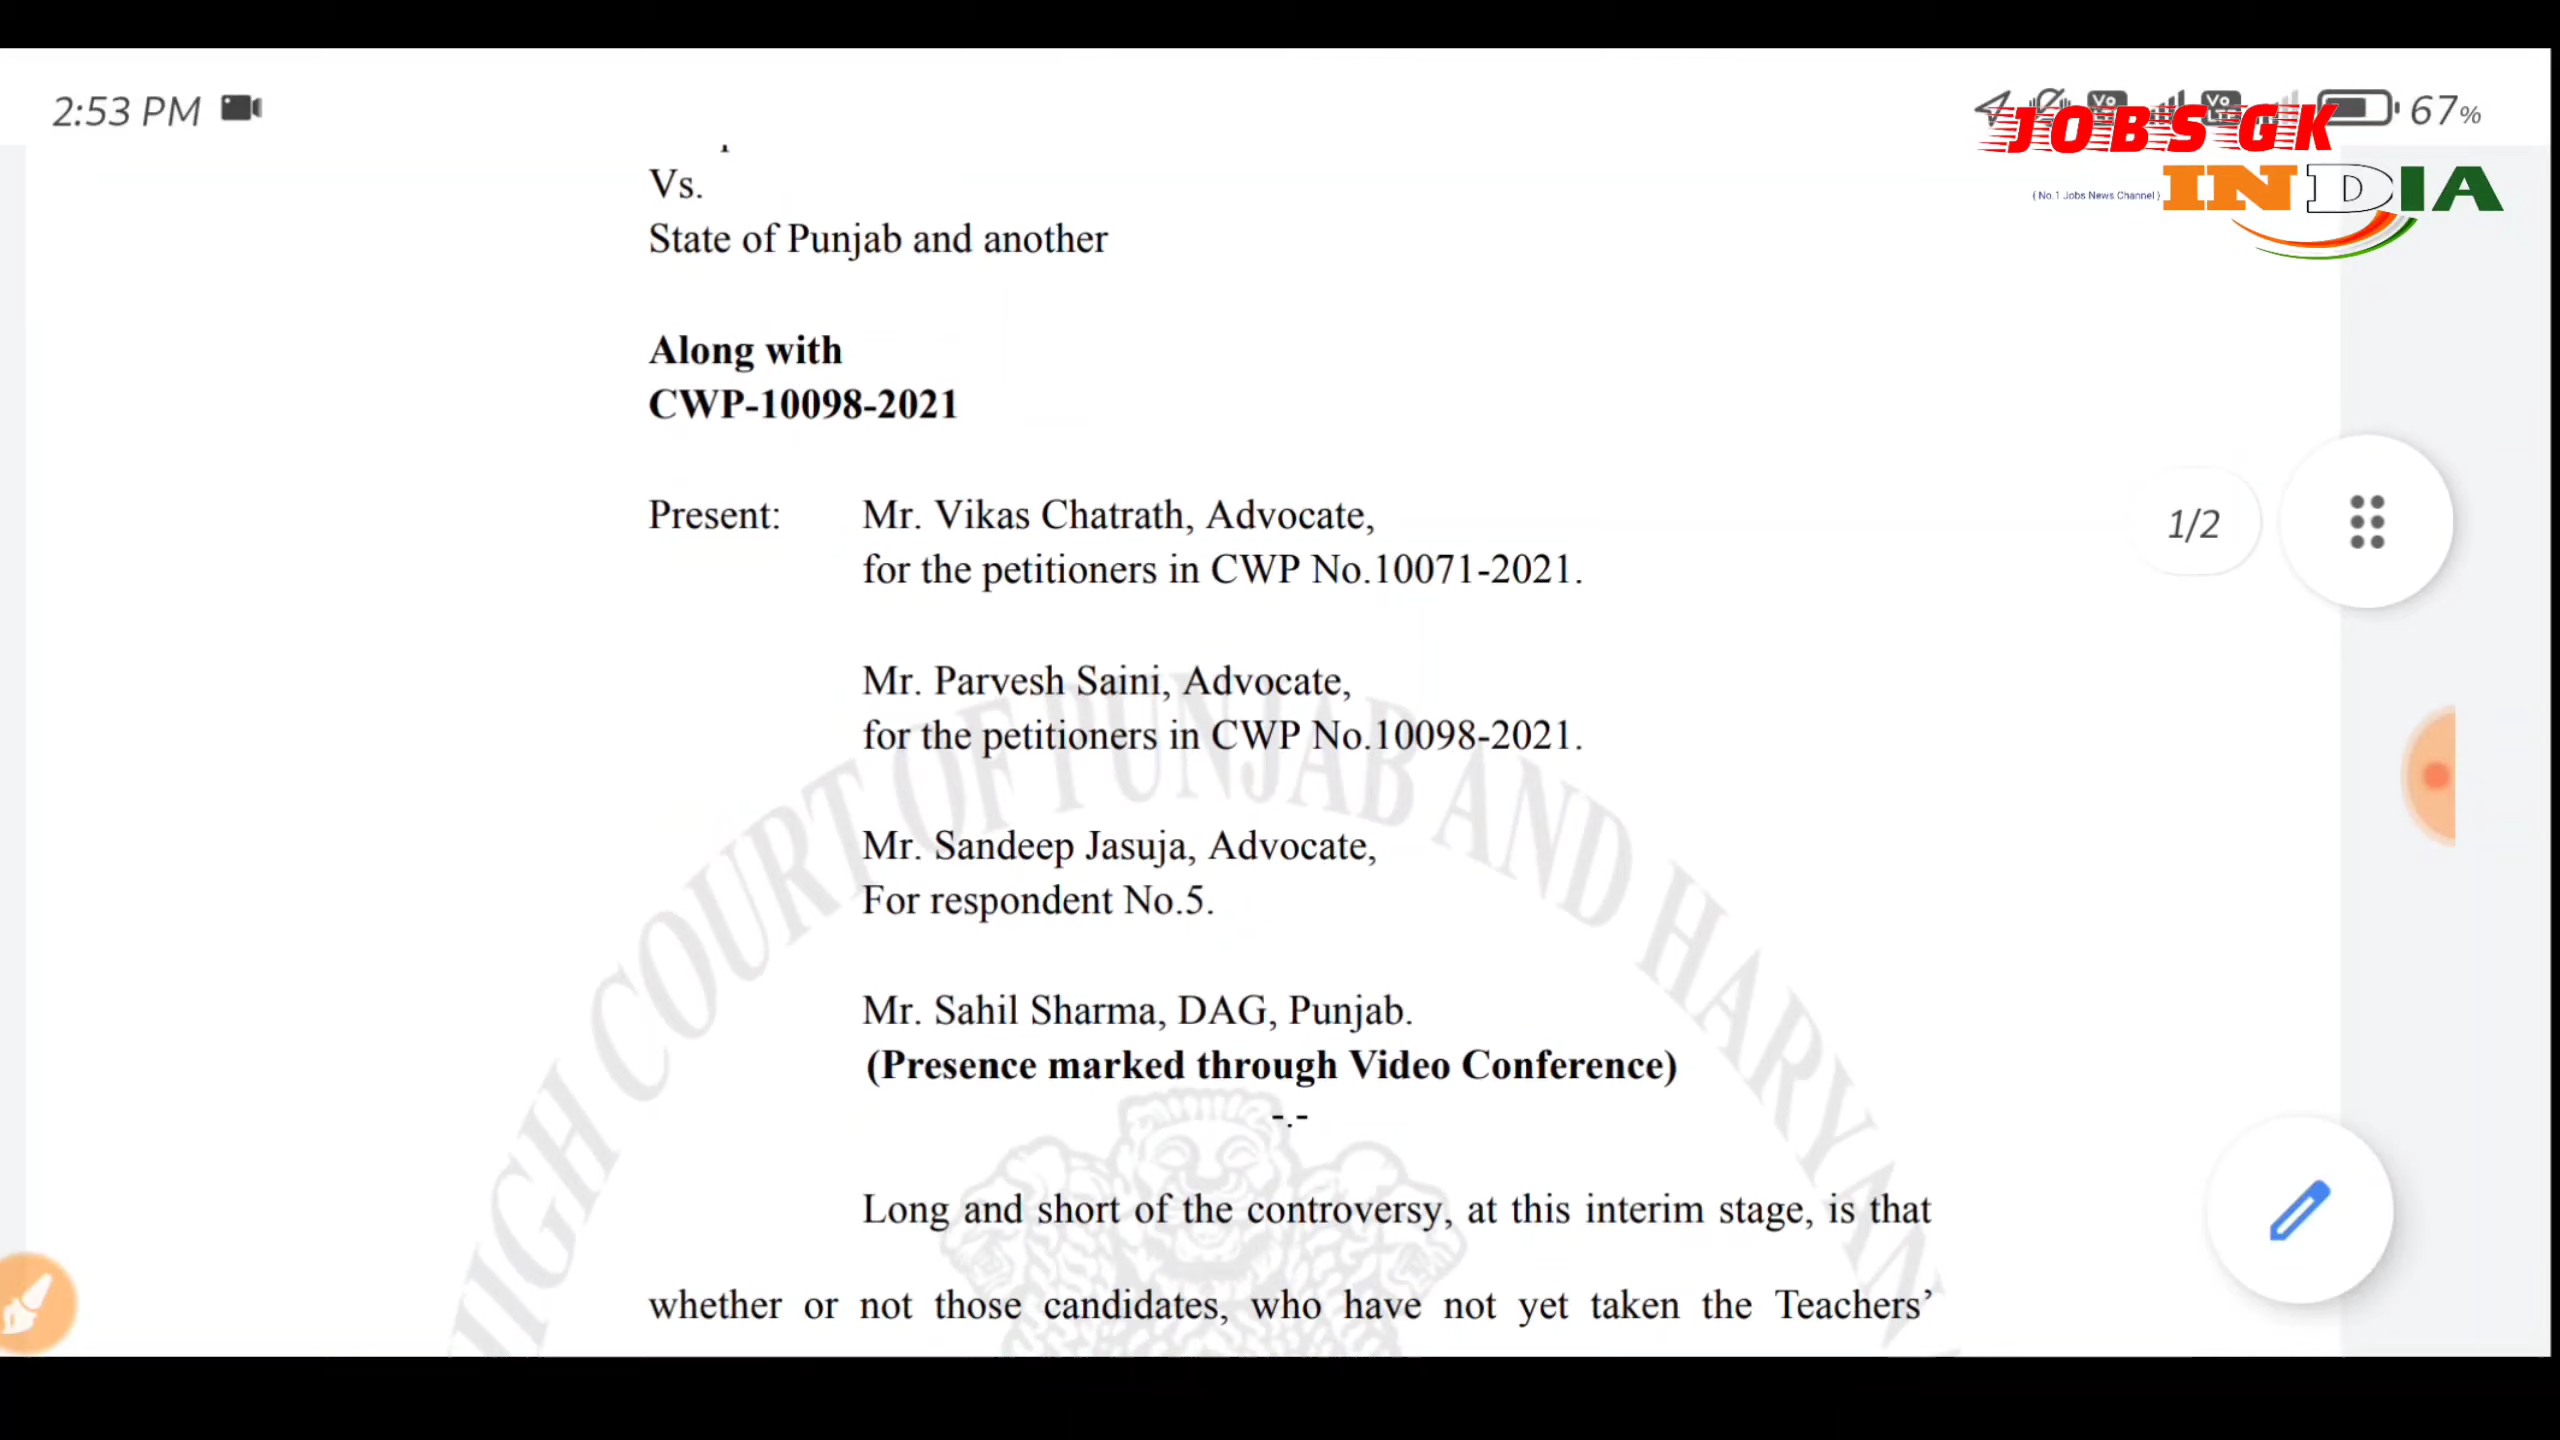 2:53 PM
67%
JOBS GK
INDIA
( No.1 Jobs News Channel )
Vs.
State of Punjab and another
Along with
CWP-10098-2021
Present: Mr. Vikas Chatrath, Advocate,
for the petitioners in CWP No.10071-2021.
1/2
Mr. Parvesh Saini, Advocate,
for the petitioners in CWP No.10098-2021.
Mr. Sandeep Jasuja, Advocate,
For respondent No.5.
Mr. Sahil Sharma, DAG, Punjab.
(Presence marked through Video Conference)
-.-
Long and short of the controversy, at this interim stage, is that
whether or not those candidates, who have not yet taken the Teachers’
HIGH COURT OF PUNJAB AND HARYANA